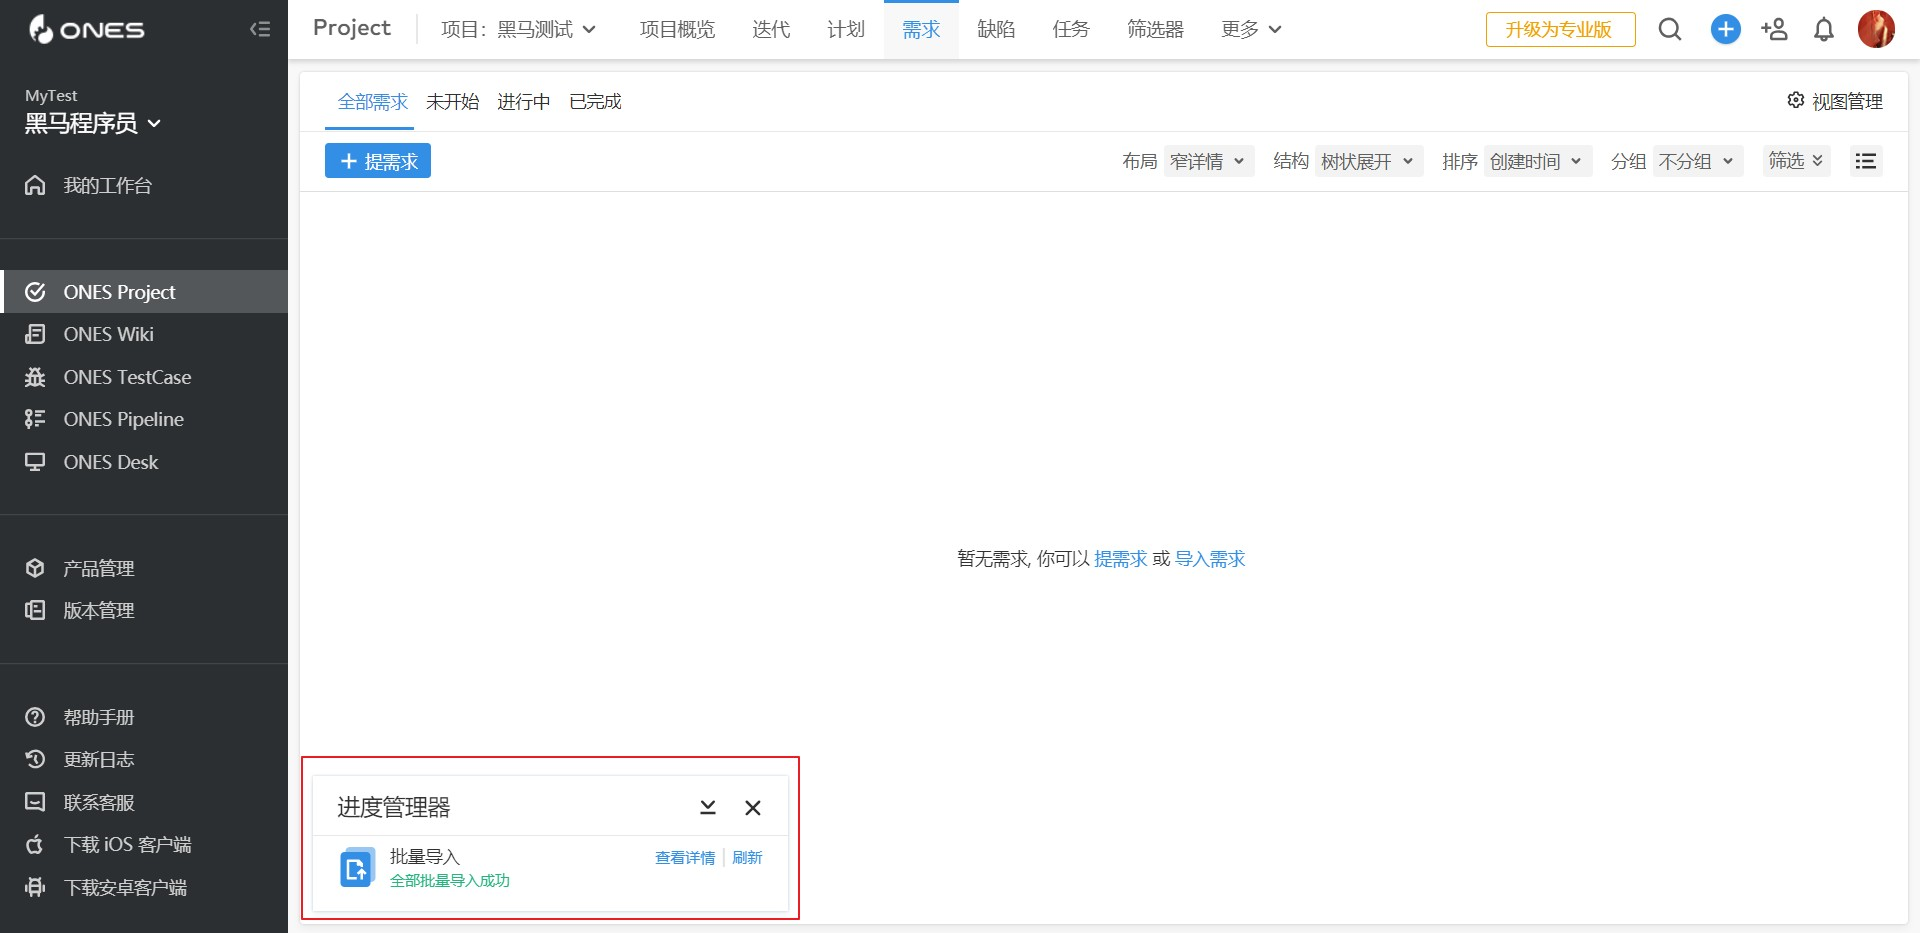 ONES
MyTest
黑马程序员
我的工作台
ONES Project
ONES Wiki
ONES TestCase
ONES Pipeline
ONES Desk
产品管理
版本管理
帮助手册
更新日志
联系客服
下载 iOS 客户端
下载安卓客户端
Project 项目：黑马测试 项目概览 迭代 计划 需求 缺陷 任务 筛选器 更多 升级为专业版
全部需求 未开始 进行中 已完成 视图管理
提需求 布局 窄详情 结构 树状展开 排序 创建时间 分组 不分组 筛选
暂无需求, 你可以 提需求 或 导入需求
进度管理器
批量导入 查看详情 刷新
全部批量导入成功